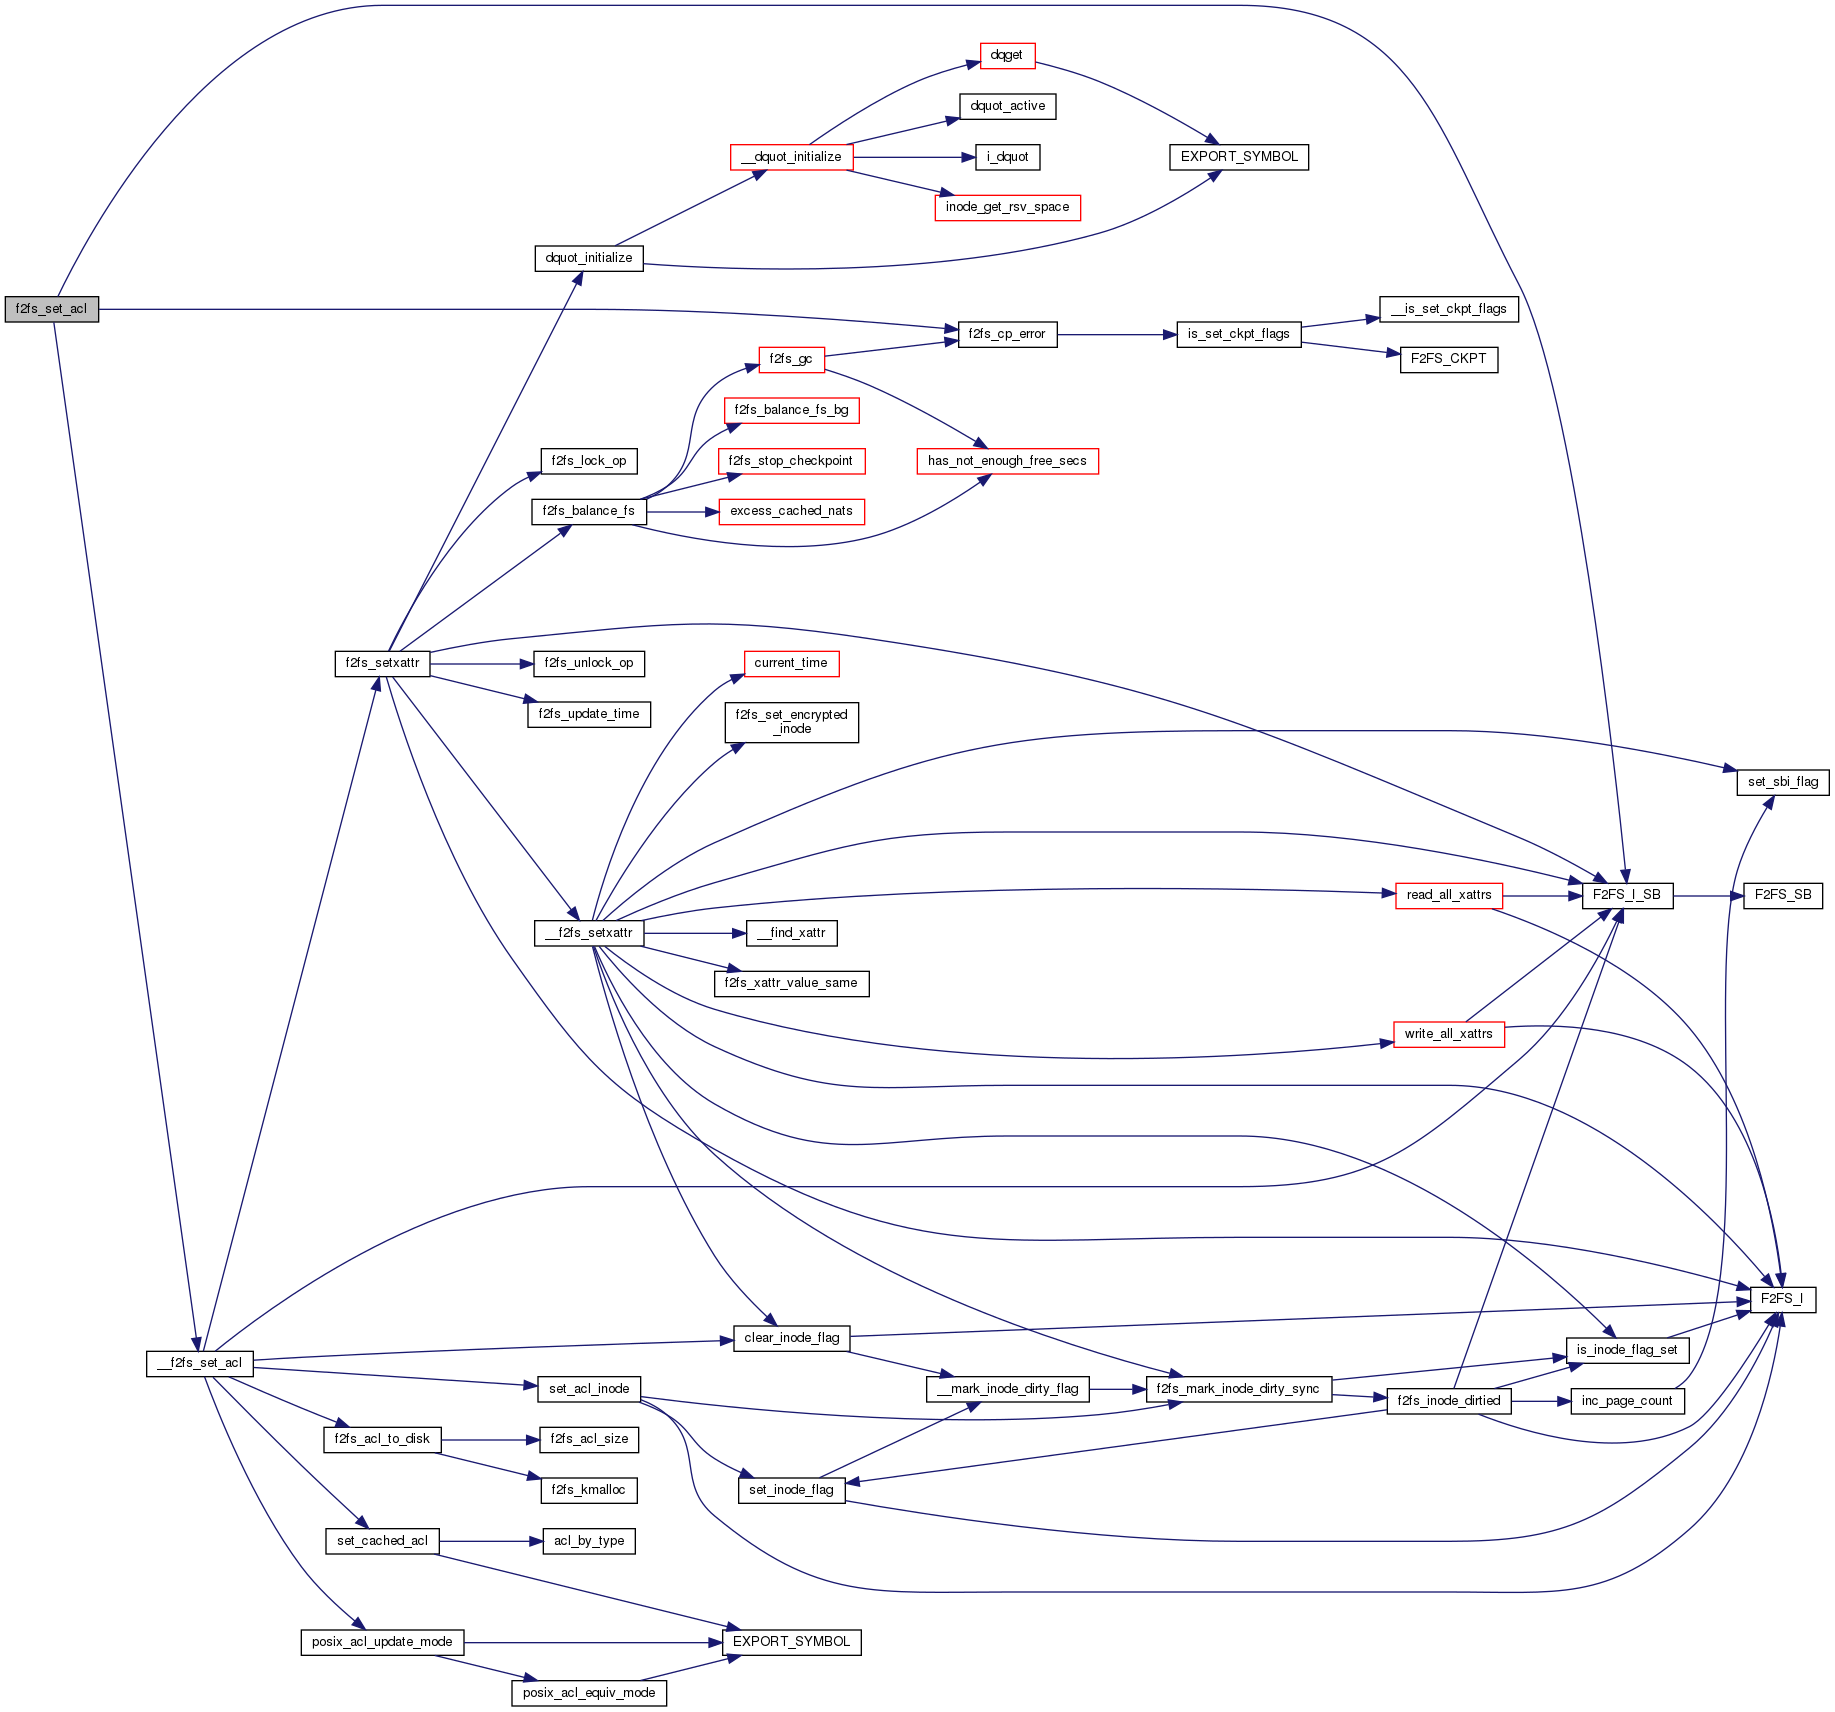 dqget
dquot_active
__dquot_initialize
i_dquot
EXPORT_SYMBOL
inode_get_rsv_space
dquot_initialize
f2fs_set_acl
__is_set_ckpt_flags
f2fs_cp_error
is_set_ckpt_flags
f2fs_gc
F2FS_CKPT
f2fs_balance_fs_bg
f2fs_lock_op
f2fs_stop_checkpoint
has_not_enough_free_secs
f2fs_balance_fs
excess_cached_nats
f2fs_setxattr
f2fs_unlock_op
current_time
f2fs_update_time
f2fs_set_encrypted
_inode
set_sbi_flag
read_all_xattrs
F2FS_I_SB
F2FS_SB
__f2fs_setxattr
__find_xattr
f2fs_xattr_value_same
write_all_xattrs
F2FS_I
clear_inode_flag
is_inode_flag_set
__f2fs_set_acl
set_acl_inode
__mark_inode_dirty_flag
f2fs_mark_inode_dirty_sync
f2fs_inode_dirtied
inc_page_count
f2fs_acl_to_disk
f2fs_acl_size
f2fs_kmalloc
set_inode_flag
set_cached_acl
acl_by_type
posix_acl_update_mode
EXPORT_SYMBOL
posix_acl_equiv_mode